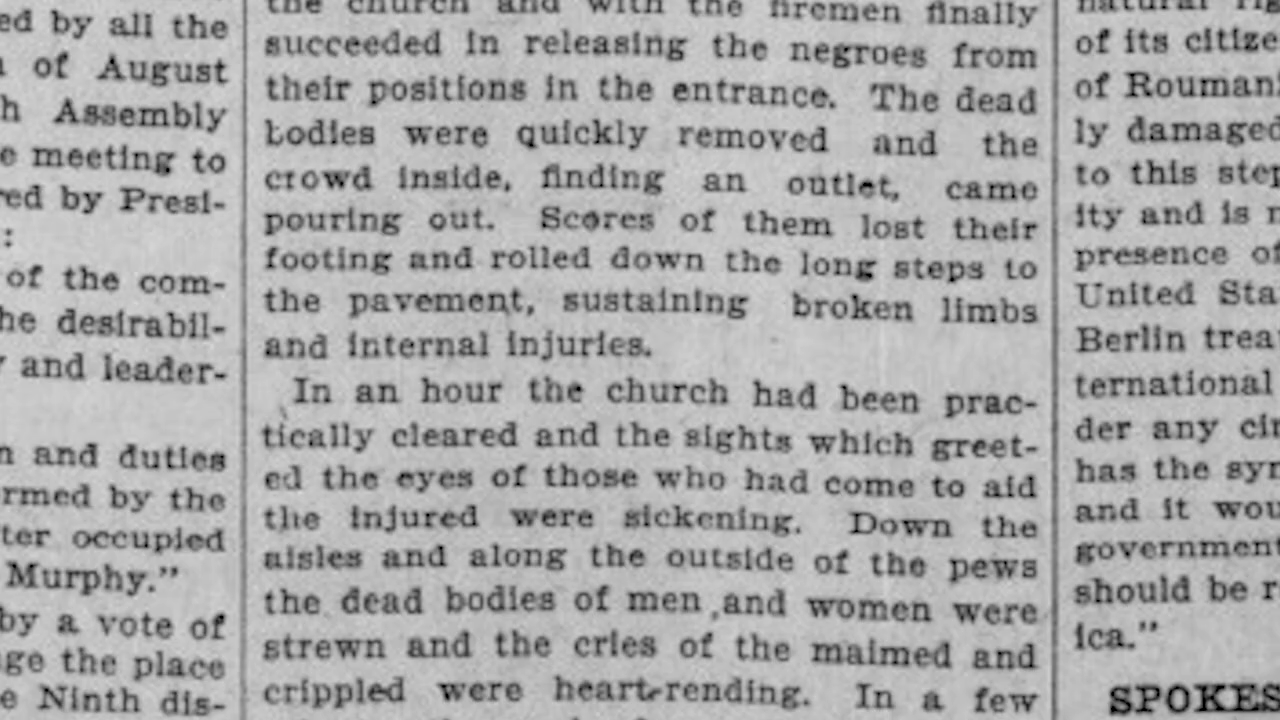 ed by all the
of August
h Assembly
e meeting to
red by Presi-
:
of the com-
he desirabil-
and leader-
n and duties
rmed by the
ter occupied
Murphy."
by a vote of
ge the place
e Ninth dis-
the church and with the firemen finally
succeeded in releasing the negroes from
their positions in the entrance. The dead
bodies were quickly removed and the
crowd inside, finding an outlet, came
pouring out. Scores of them lost their
footing and rolled down the long steps to
the pavement, sustaining broken limbs
and internal injuries.
In an hour the church had been prac-
tically cleared and the sights which greet-
ed the eyes of those who had come to aid
the injured were sickening. Down the
aisles and along the outside of the pews
the dead bodies of men ,and women were
strewn and the cries of the maimed and
crippled were heart-rending. In a few
natural rig
of its citize
of Roumani
ly damaged
to this step
ity and is
presence of
United Sta
Berlin trea
ternational
der any cir
has the syn
and it wou
government
should be r
ica."
SPOKES